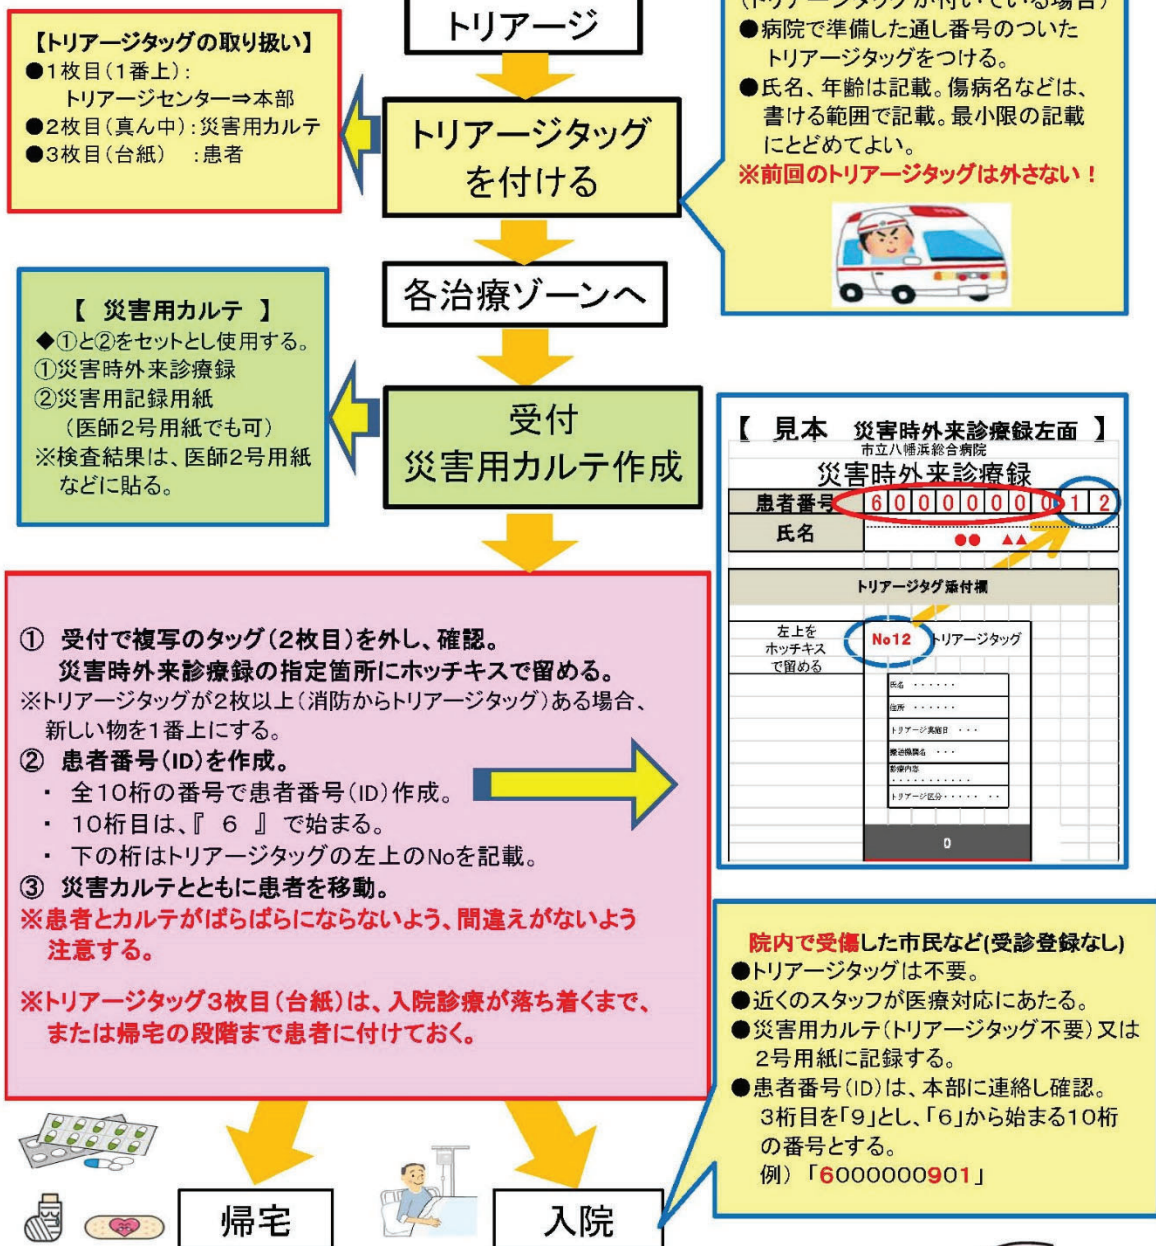 トリアージ
(トリアージタッグが付いている場合)
●病院で準備した通し番号のついた
トリアージタッグをつける。
●氏名、年齢は記載。傷病名などは、
書ける範囲で記載。最小限の記載
にとどめてよい。
※前回のトリアージタッグは外さない！
【トリアージタッグの取り扱い】
●1枚目(1番上)：
トリアージセンター⇒本部
●2枚目(真ん中)：災害用カルテ
●3枚目(台紙)　：患者
トリアージタッグ
を付ける
各治療ゾーンへ
【 災害用カルテ 】
◆①と②をセットとし使用する。
①災害時外来診療録
②災害用記録用紙
(医師2号用紙でも可)
※検査結果は、医師2号用紙
などに貼る。
受付
災害用カルテ作成
【 見本 災害時外来診療録左面 】
市立八幡浜総合病院
災害時外来診療録
患者番号 6 0 0 0 0 0 0 0 1 2
氏名 ●● ▲▲
トリアージタグ添付欄
左上を
ホッチキス
で留める
No12 トリアージタッグ
氏名 ・・・・・・
住所 ・・・・・・
トリアージ実施日 ・・・
搬送機関名 ・・・
診療内容
・・・・・・・・・・・
トリアージ区分・・・・・ ・・
0
① 受付で複写のタッグ(2枚目)を外し、確認。
災害時外来診療録の指定箇所にホッチキスで留める。
※トリアージタッグが2枚以上(消防からトリアージタッグ)ある場合、
新しい物を1番上にする。
② 患者番号(ID)を作成。
・ 全10桁の番号で患者番号(ID)作成。
・ 10桁目は、『 6 』で始まる。
・ 下の桁はトリアージタッグの左上のNoを記載。
③ 災害カルテとともに患者を移動。
※患者とカルテがばらばらにならないよう、間違えがないよう
注意する。
※トリアージタッグ3枚目(台紙)は、入院診療が落ち着くまで、
または帰宅の段階まで患者に付けておく。
院内で受傷した市民など(受診登録なし)
●トリアージタッグは不要。
●近くのスタッフが医療対応にあたる。
●災害用カルテ(トリアージタッグ不要)又は
2号用紙に記録する。
●患者番号(ID)は、本部に連絡し確認。
3桁目を「9」とし、「6」から始まる10桁
の番号とする。
例)「6000000901」
帰宅
入院